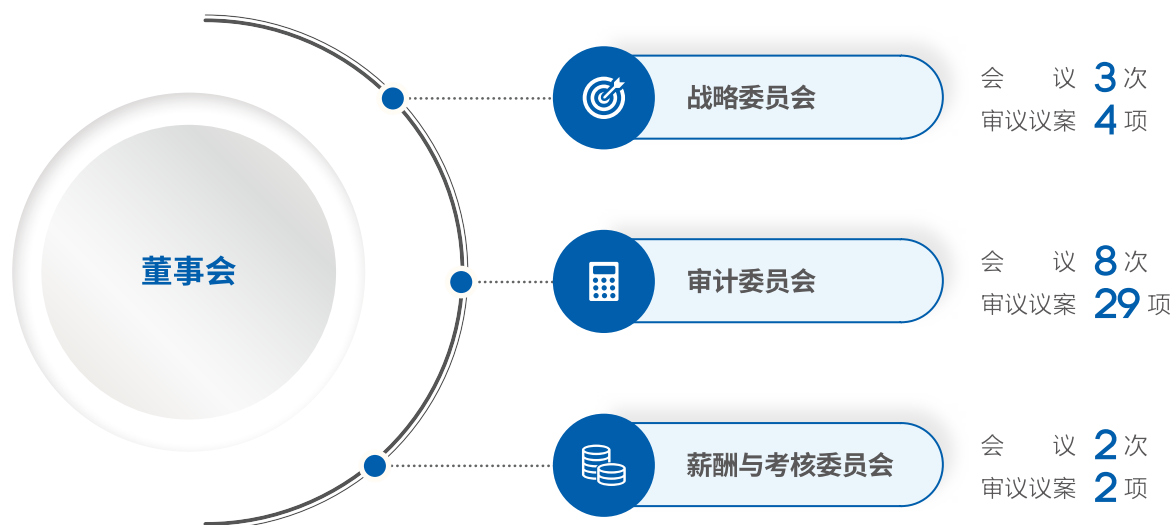 董事会
战略委员会
会 议 3 次
审议议案 4 项
审计委员会
会 议 8 次
审议议案 29 项
薪酬与考核委员会
会 议 2 次
审议议案 2 项